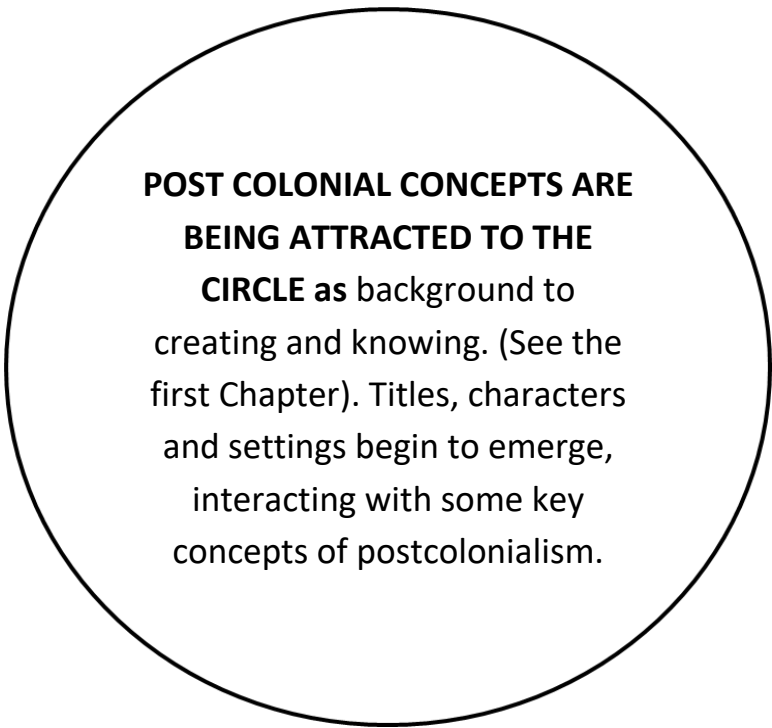 POST COLONIAL CONCEPTS ARE
BEING ATTRACTED TO THE
CIRCLE as background to
creating and knowing. (See the
first Chapter). Titles, characters
and settings begin to emerge,
interacting with some key
concepts of postcolonialism.